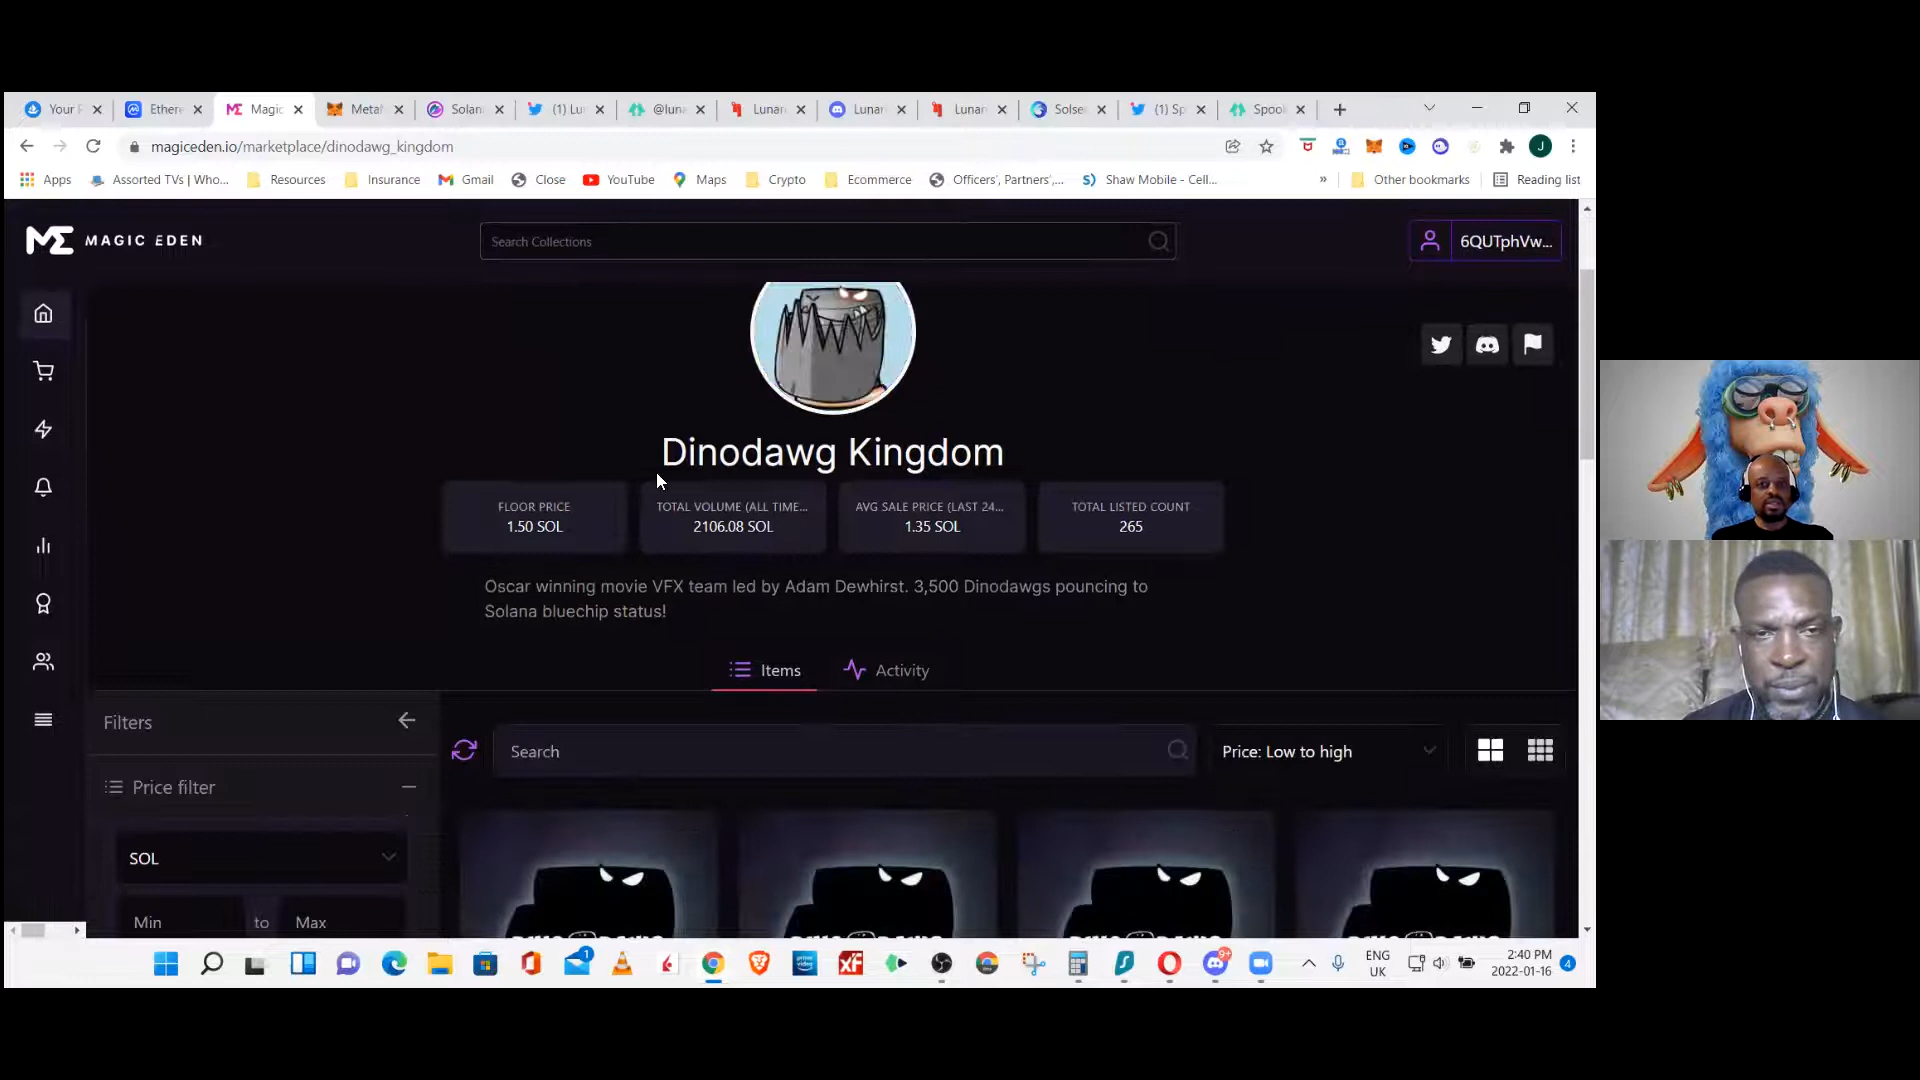 Your F
Ethere
Magic
Metal
Solan
(1) Lu
@luna
Lunar
Lunar
Lunar
Solse
(1) Sp
Spoo
magiceden.io/marketplace/dinodawg_kingdom
J
Apps
Assorted TVs | Who...
Resources
Insurance
Gmail
Close
YouTube
Maps
Crypto
Ecommerce
Officers', Partners',...
Shaw Mobile - Cell...
»
Other bookmarks
Reading list
MAGIC EDEN
Search Collections
6QUTphVw...
Dinodawg Kingdom
FLOOR PRICE
1.50 SOL
TOTAL VOLUME (ALL TIME...
2106.08 SOL
AVG SALE PRICE (LAST 24...
1.35 SOL
TOTAL LISTED COUNT
265
Oscar winning movie VFX team led by Adam Dewhirst. 3,500 Dinodawgs pouncing to
Solana bluechip status!
Items
Activity
Filters
Search
Price: Low to high
Price filter
SOL
Min
to
Max
ENG
UK
2:40 PM
2022-01-16
4